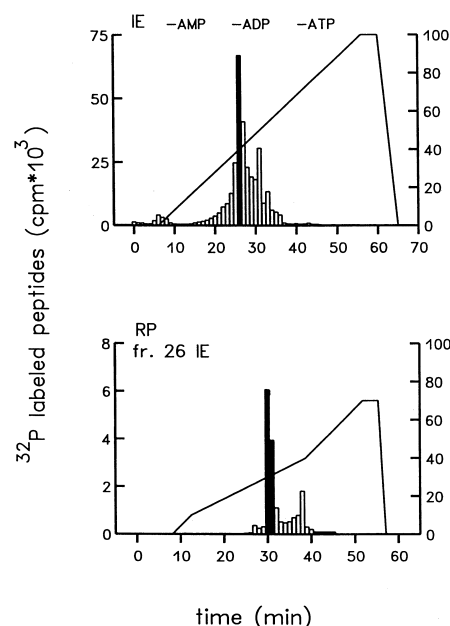 IE -AMP -ADP -ATP
75 100
80
50 60
40
25 20
0 0
0 10 20 30 40 50 60 70
³²P labeled peptides (cpm*10³)
RP
fr. 26 IE
8 100
6 80
60
4 40
2 20
0 0
0 10 20 30 40 50 60
time (min)